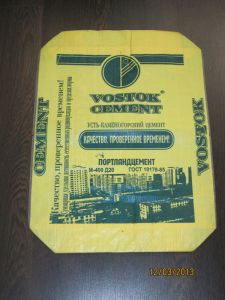 VOSTOK®
CEMENT
УСТЬ-КАМЕНОГОРСКИЙ ЦЕМЕНТ
КАЧЕСТВО, ПРОВЕРЕННОЕ ВРЕМЕНЕМ!
ПОРТЛАНДЦЕМЕНТ
М-400 Д20 ГОСТ 10178-85
CEMENT
Качество, проверенное временем!
VOSTOK
12/03/2013